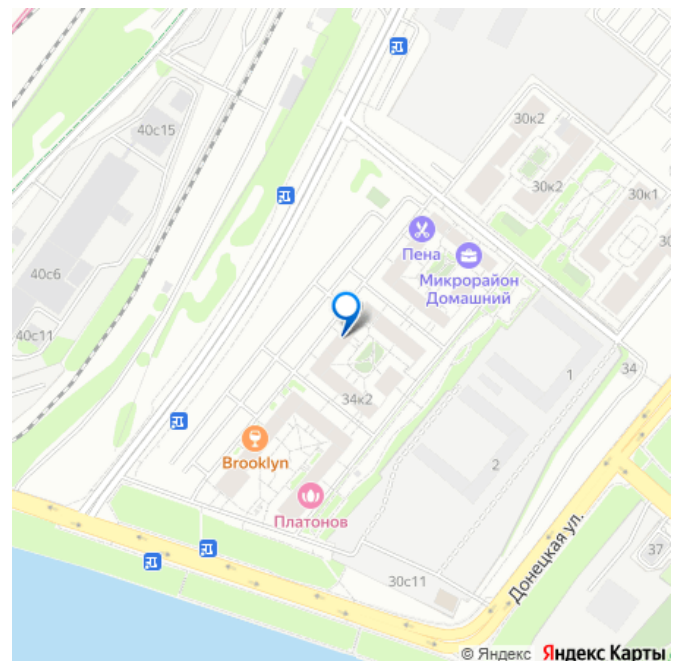 40с15
30к2
30к2
30к1
30
Пена
Микрорайон
Домашний
40с6
40с11
34
1
34к2
Brooklyn
2
Платонов
Донецкая ул.
37
30с11
© Яндекс Яндекс Карты